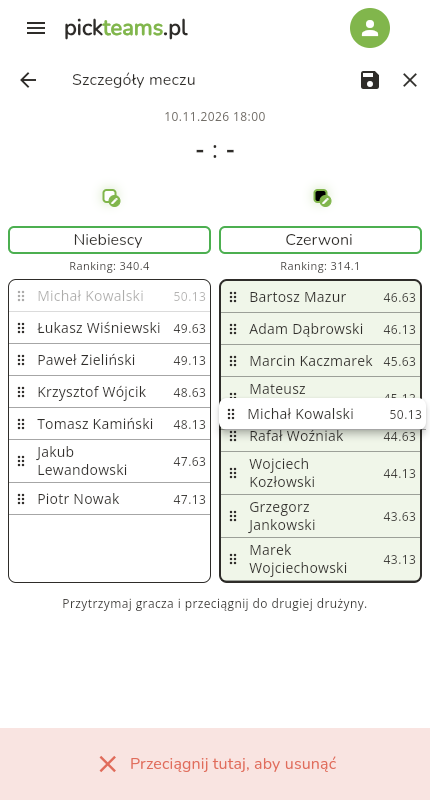 pickteams.pl
Szczegóły meczu
10.11.2026 18:00
- : -
Niebiescy
Czerwoni
Ranking: 340.4
Ranking: 314.1
Michał Kowalski 50.13
Łukasz Wiśniewski 49.63
Paweł Zieliński 49.13
Krzysztof Wójcik 48.63
Tomasz Kamiński 48.13
Jakub
Lewandowski 47.63
Piotr Nowak 47.13
Bartosz Mazur 46.63
Adam Dąbrowski 46.13
Marcin Kaczmarek 45.63
Mateusz
Michał Kowalski 50.13
Rafał Woźniak 44.63
Wojciech
Kozłowski 44.13
Grzegorz
Jankowski 43.63
Marek
Wojciechowski 43.13
Przytrzymaj gracza i przeciągnij do drugiej drużyny.
Przeciągnij tutaj, aby usunąć